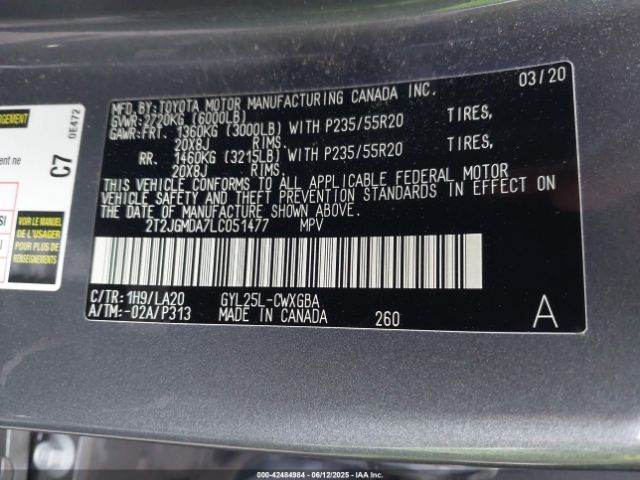 03/20
MFD.BY:TOYOTA MOTOR MANUFACTURING CANADA INC.
GVWR:2720KG (6000LB)
GAWR:FRT. 1360KG (3000LB) WITH P235/55R20 TIRES,
20X8J RIMS.
RR. 1460KG (3215LB) WITH P235/55R20 TIRES,
20X8J RIMS.
THIS VEHICLE CONFORMS TO ALL APPLICABLE FEDERAL MOTOR
VEHICLE SAFETY AND THEFT PREVENTION STANDARDS IN EFFECT ON
THE DATE OF MANUFACTURE SHOWN ABOVE.
2T2JGMDA7LC051477 MPV
C/TR: 1H9/LA20 GYL25L-CWXGBA
A/TM:-02A/P313 MADE IN CANADA 260 A
C7
0E472
ment ne
SI
VOIR LE MANUEL
DE L'USAGER
POUR PLUS DE
RENSEIGNEMENTS
000-42484984 - 06/12/2025 - IAA Inc.